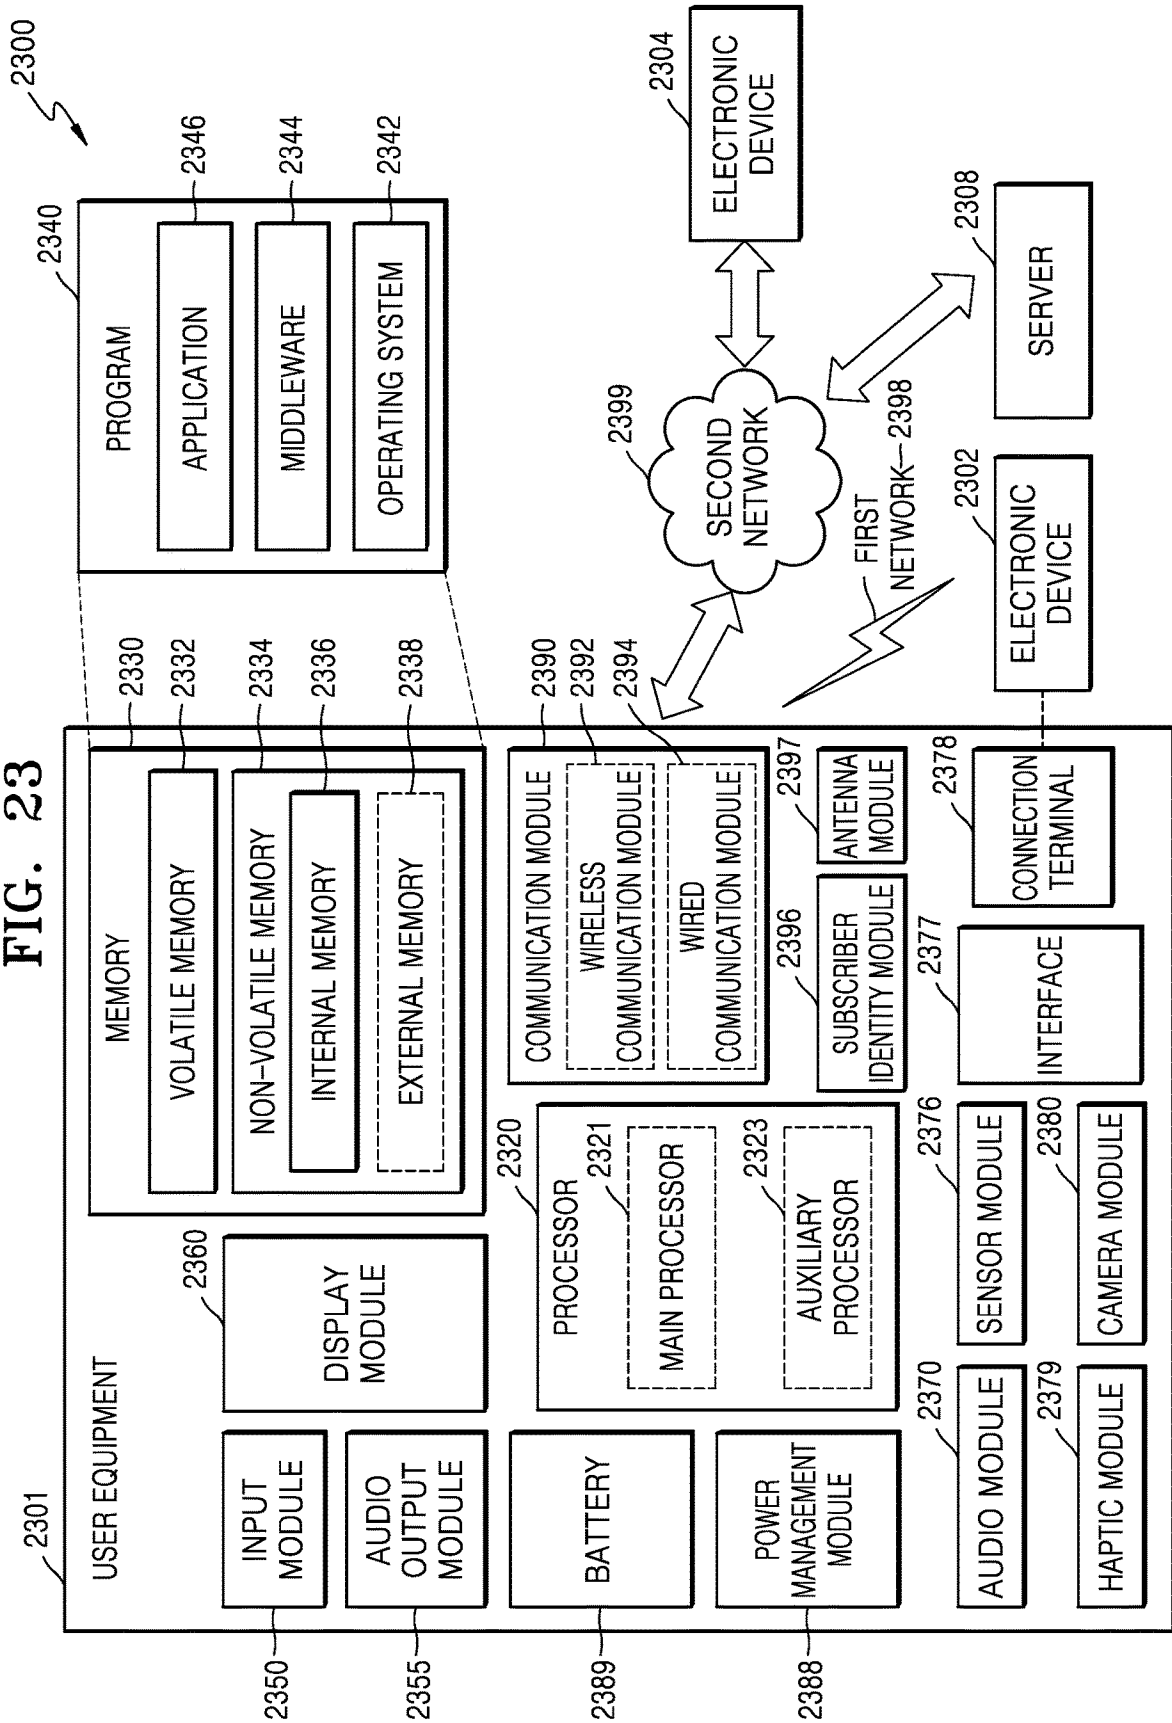 FIG. 23
2300
2301
USER EQUIPMENT
2350
INPUT
MODULE
2355
AUDIO
OUTPUT
MODULE
2360
DISPLAY
MODULE
MEMORY
2330
VOLATILE MEMORY
2332
NON-VOLATILE MEMORY
2334
INTERNAL MEMORY
2336
EXTERNAL MEMORY
2338
2340
PROGRAM
APPLICATION
2346
MIDDLEWARE
2344
OPERATING SYSTEM
2342
2389
BATTERY
2388
POWER
MANAGEMENT
MODULE
2320
PROCESSOR
2321
MAIN PROCESSOR
2323
AUXILIARY
PROCESSOR
COMMUNICATION MODULE
2390
WIRELESS
COMMUNICATION MODULE
2392
WIRED
COMMUNICATION MODULE
2394
2396
SUBSCRIBER
IDENTITY MODULE
2397
ANTENNA
MODULE
2370
AUDIO MODULE
2376
SENSOR MODULE
2377
INTERFACE
2378
CONNECTION
TERMINAL
2379
HAPTIC MODULE
2380
CAMERA MODULE
2399
SECOND
NETWORK
FIRST
NETWORK
2398
2304
ELECTRONIC
DEVICE
2308
SERVER
2302
ELECTRONIC
DEVICE